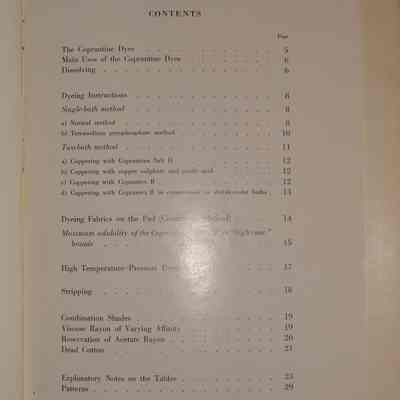 CONTENTS
Page
The Coprantine Dyes 5
Main Uses of the Coprantine Dyes 6
Dissolving 6
Dyeing Instructions 8
Single-bath method 8
a) Normal method 8
b) Tetrasodium pyrophosphate method 10
Two-bath method 11
a) Coppering with Coprantex Salt II 12
b) Coppering with copper sulphate and acetic acid 12
c) Coppering with Coprantex B 12
d) Coppering with Coprantex B in 13
Dyeing Fabrics on the Pad 14
Maximum solubility of the
brands 15
High Temperature-Pressure 17
Stripping 18
Combination Shades 19
Viscose Rayon of Varying Affinity 19
Reservation of Acetate Rayon 20
Dead Cotton 21
Explanatory Notes on the Tables 23
Patterns 29